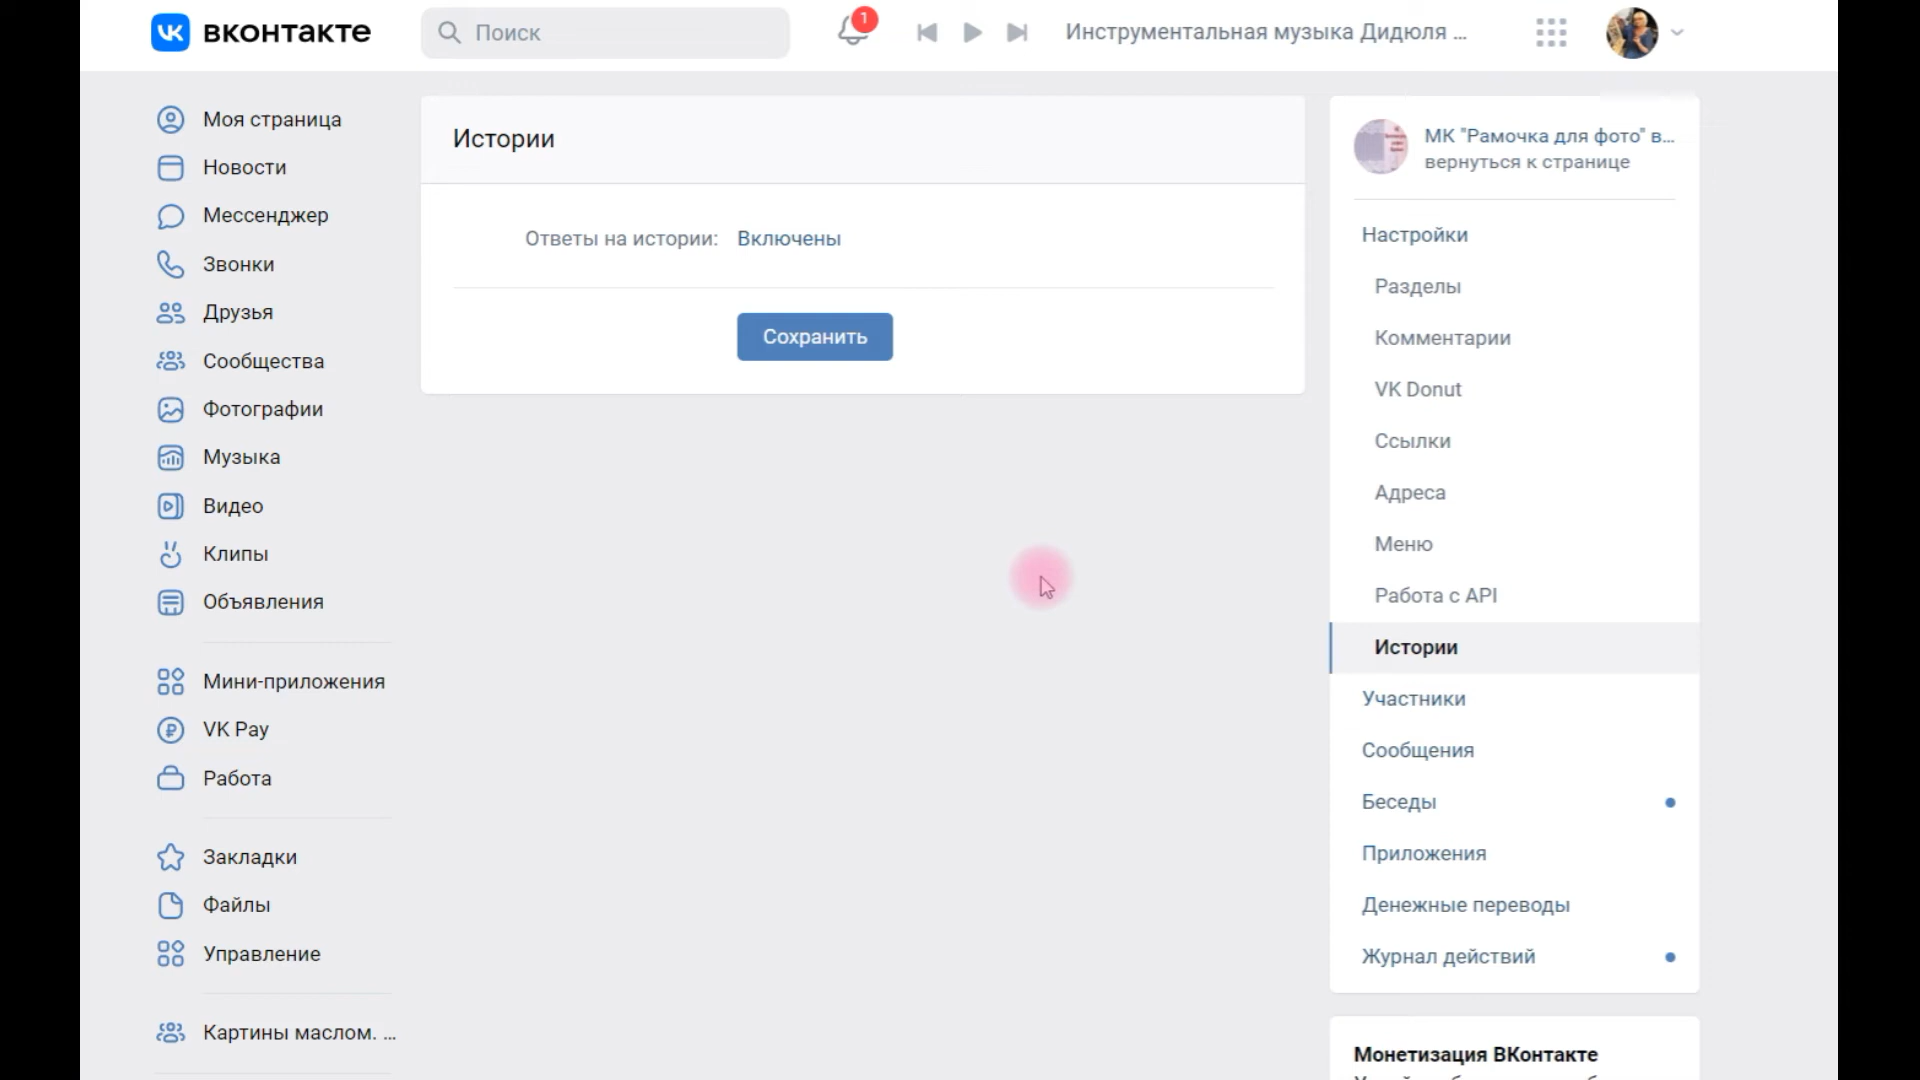 вконтакте
Поиск
1
Инструментальная музыка Дидюля ...
Моя страница
Новости
Мессенджер
Звонки
Друзья
Сообщества
Фотографии
Музыка
Видео
Клипы
Объявления
Мини-приложения
VK Pay
Работа
Закладки
Файлы
Управление
Картины маслом. ...
Истории
Ответы на истории: Включены
Сохранить
МК "Рамочка для фото" в...
вернуться к странице
Настройки
Разделы
Комментарии
VK Donut
Ссылки
Адреса
Меню
Работа с API
Истории
Участники
Сообщения
Беседы
Приложения
Денежные переводы
Журнал действий
Монетизация ВКонтакте